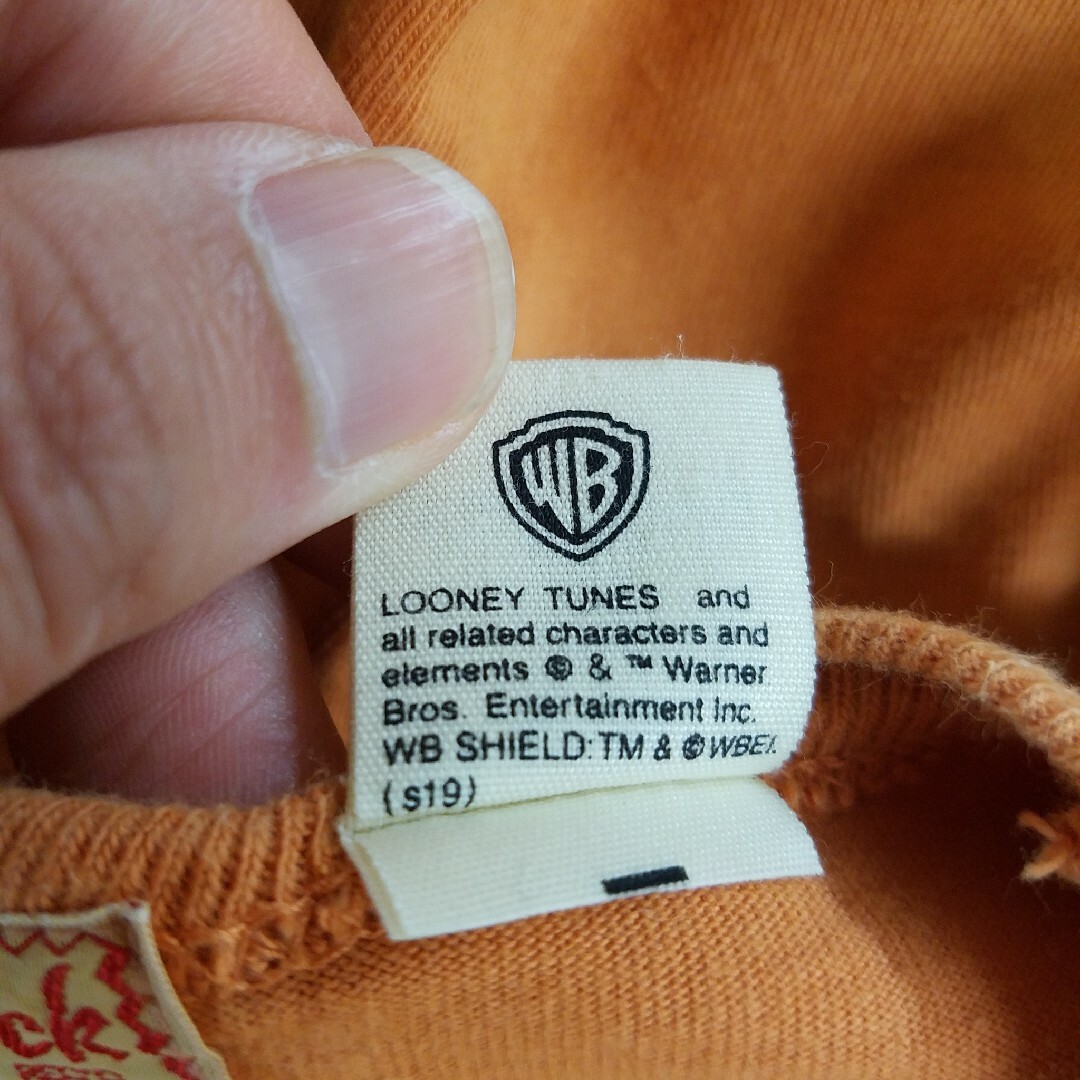 WB
LOONEY TUNES and
all related characters and
elements © & ™ Warner
Bros. Entertainment Inc.
WB SHIELD: TM & © WBEI.
(s19)
ck